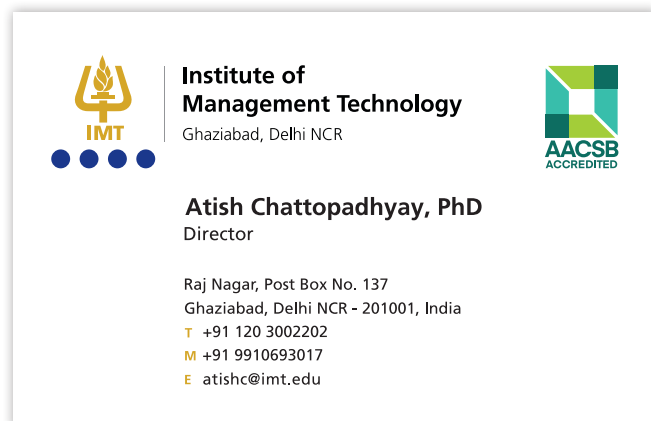 IMT
Institute of
Management Technology
Ghaziabad, Delhi NCR
AACSB
ACCREDITED
Atish Chattopadhyay, PhD
Director
Raj Nagar, Post Box No. 137
Ghaziabad, Delhi NCR - 201001, India
T +91 120 3002202
M +91 9910693017
E atishc@imt.edu